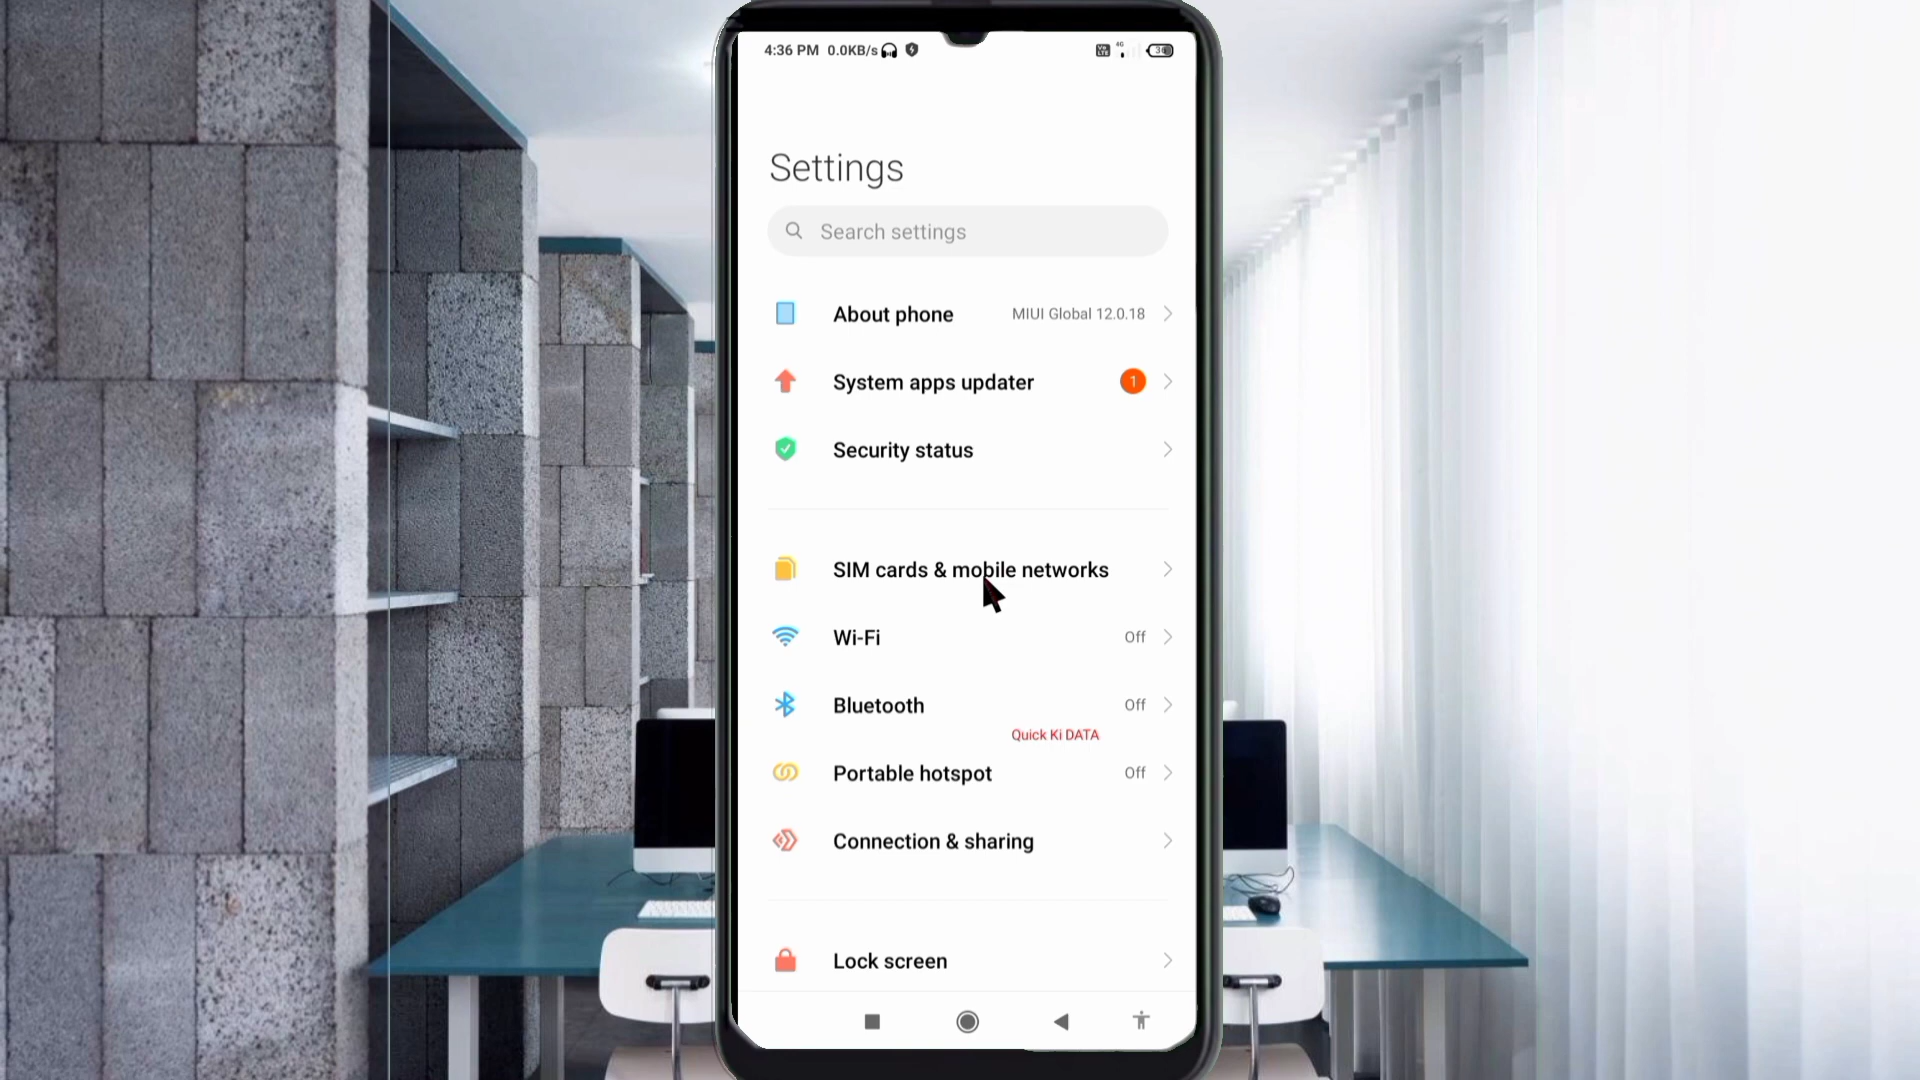 4:36 PM 0.0KB/s
Settings
Search settings
About phone MIUI Global 12.0.18
System apps updater 1
Security status
SIM cards & mobile networks
Wi-Fi Off
Bluetooth Off
Quick Ki DATA
Portable hotspot Off
Connection & sharing
Lock screen